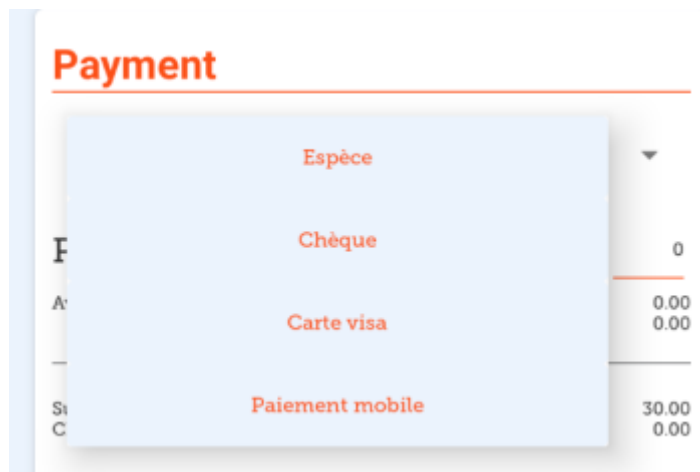 Payment
Espèce
Chèque
0
Carte visa
0.00
0.00
Paiement mobile
30.00
0.00